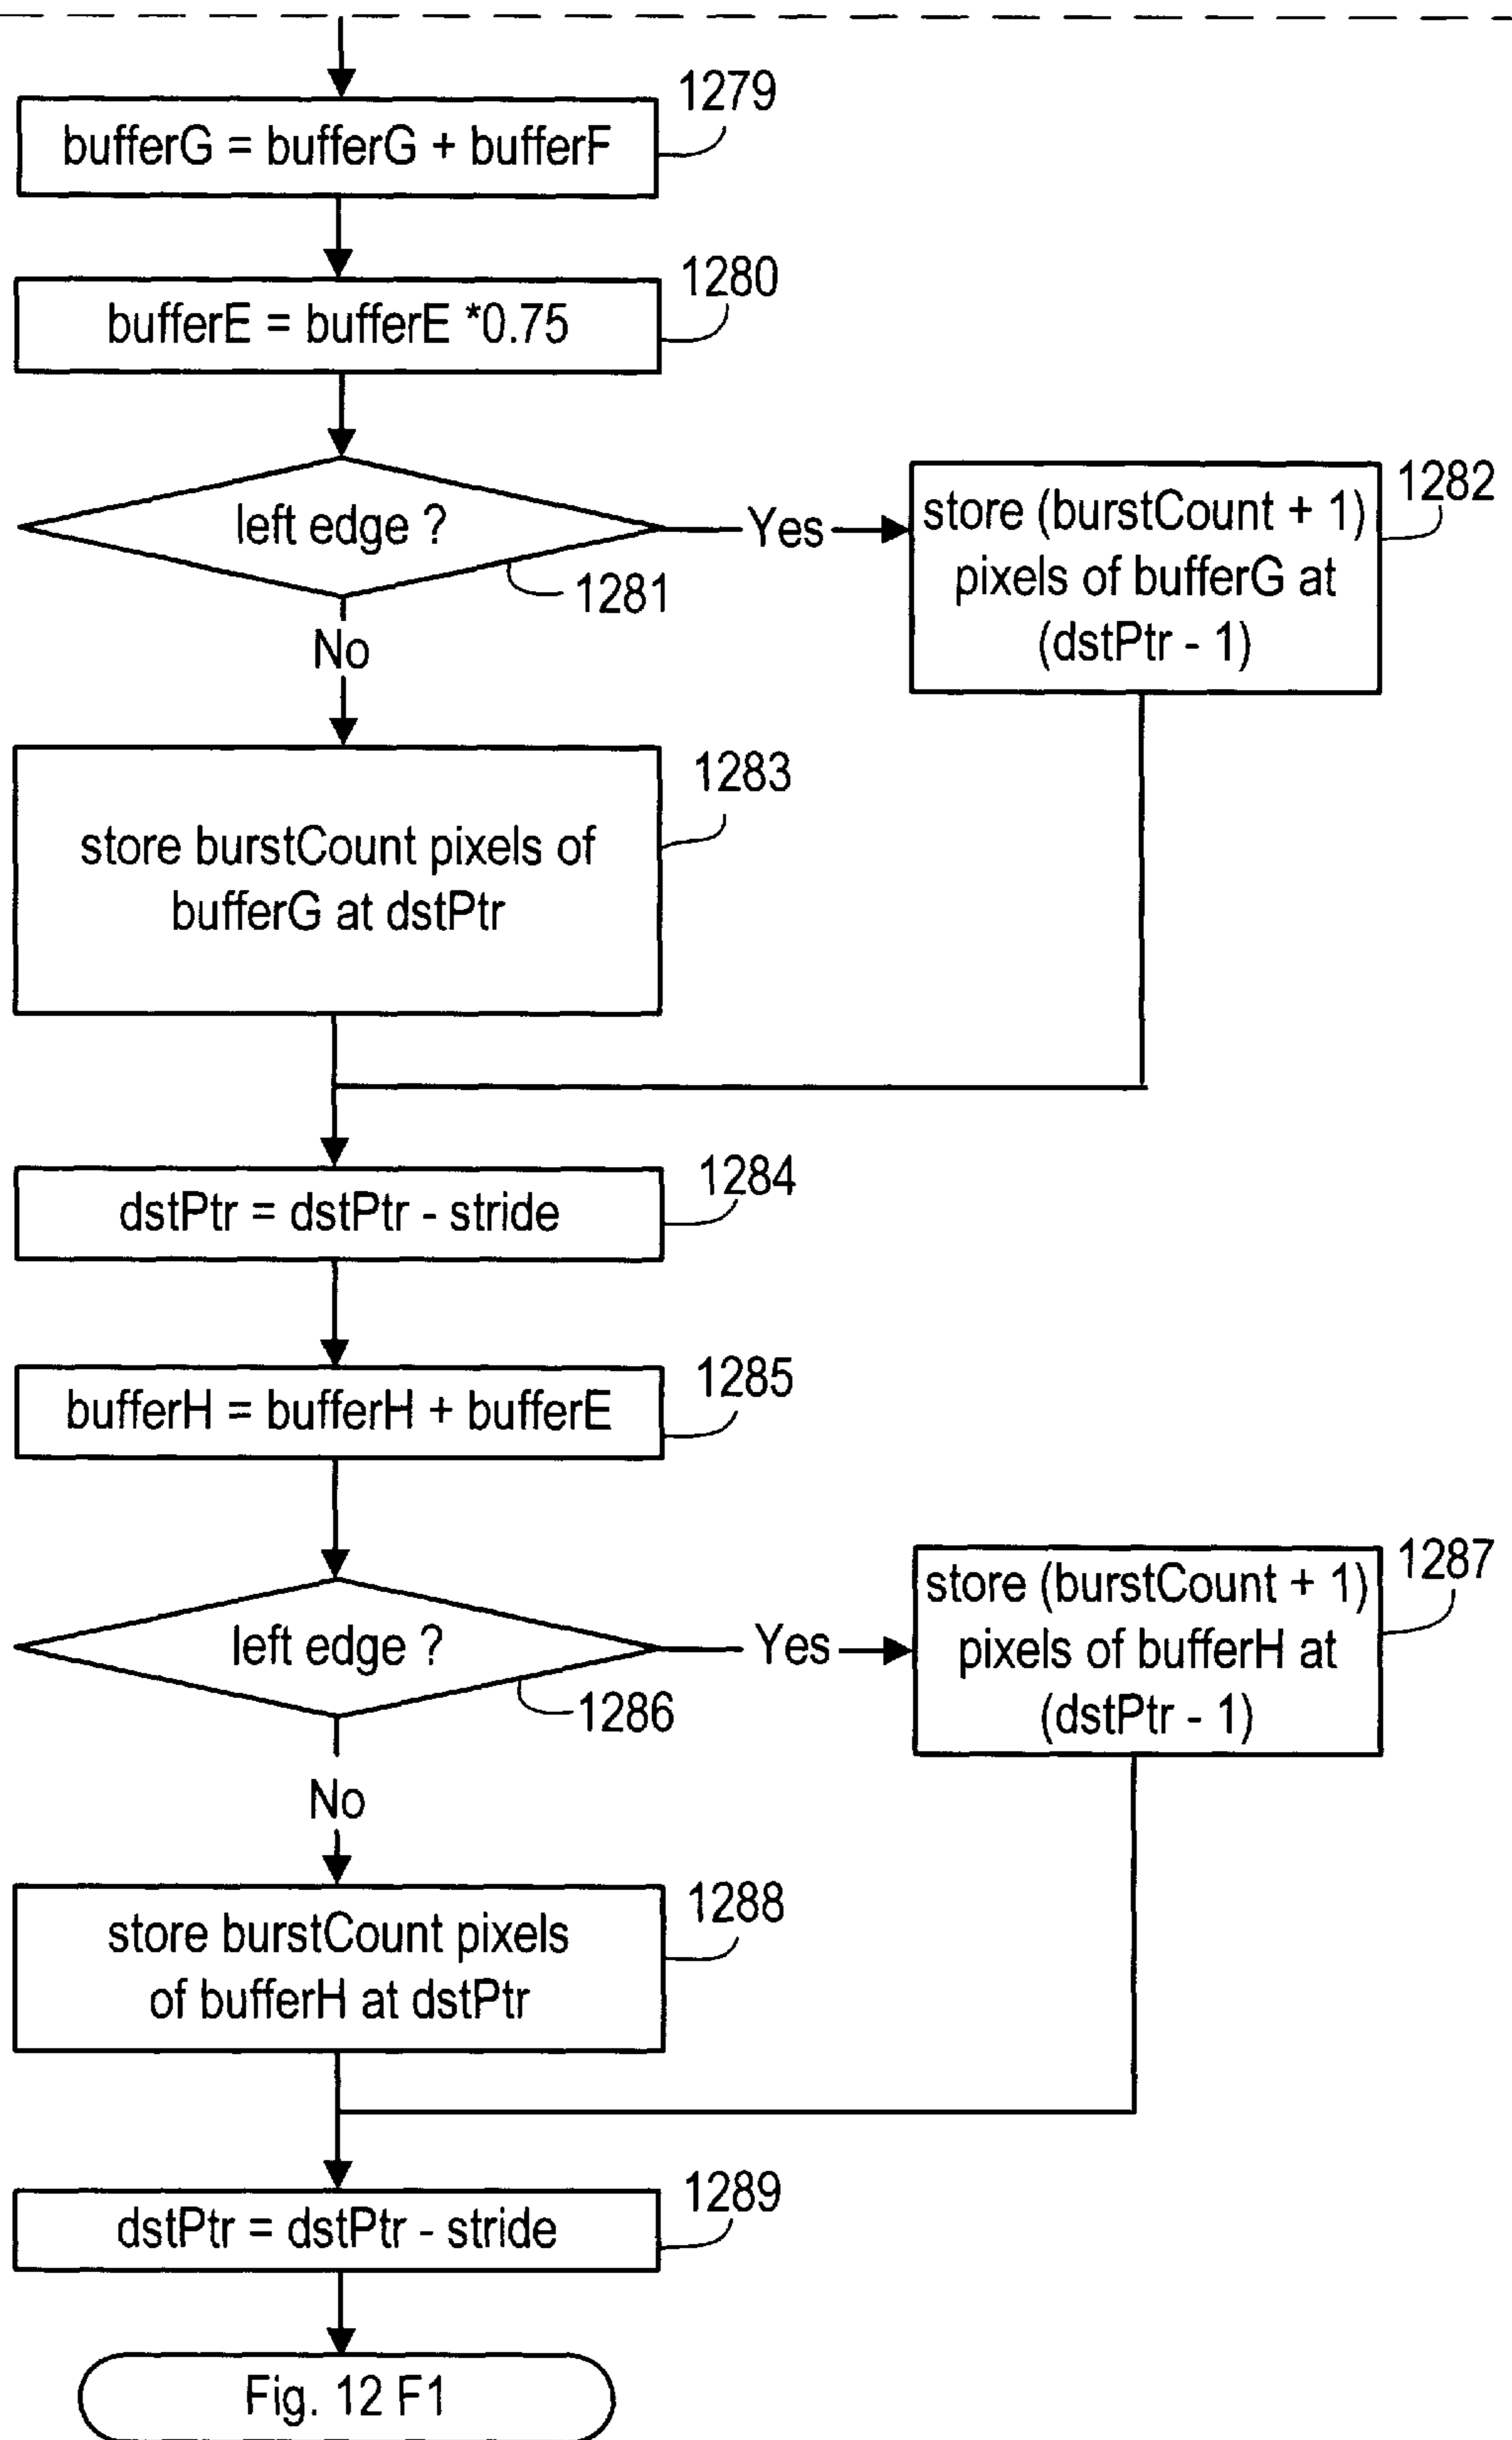 1279
bufferG = bufferG + bufferF
1280
bufferE = bufferE *0.75
left edge ?
1281
Yes
1282
store (burstCount + 1)
pixels of bufferG at
(dstPtr - 1)
No
1283
store burstCount pixels of
bufferG at dstPtr
1284
dstPtr = dstPtr - stride
1285
bufferH = bufferH + bufferE
left edge ?
1286
Yes
1287
store (burstCount + 1)
pixels of bufferH at
(dstPtr - 1)
No
1288
store burstCount pixels
of bufferH at dstPtr
1289
dstPtr = dstPtr - stride
Fig. 12 F1